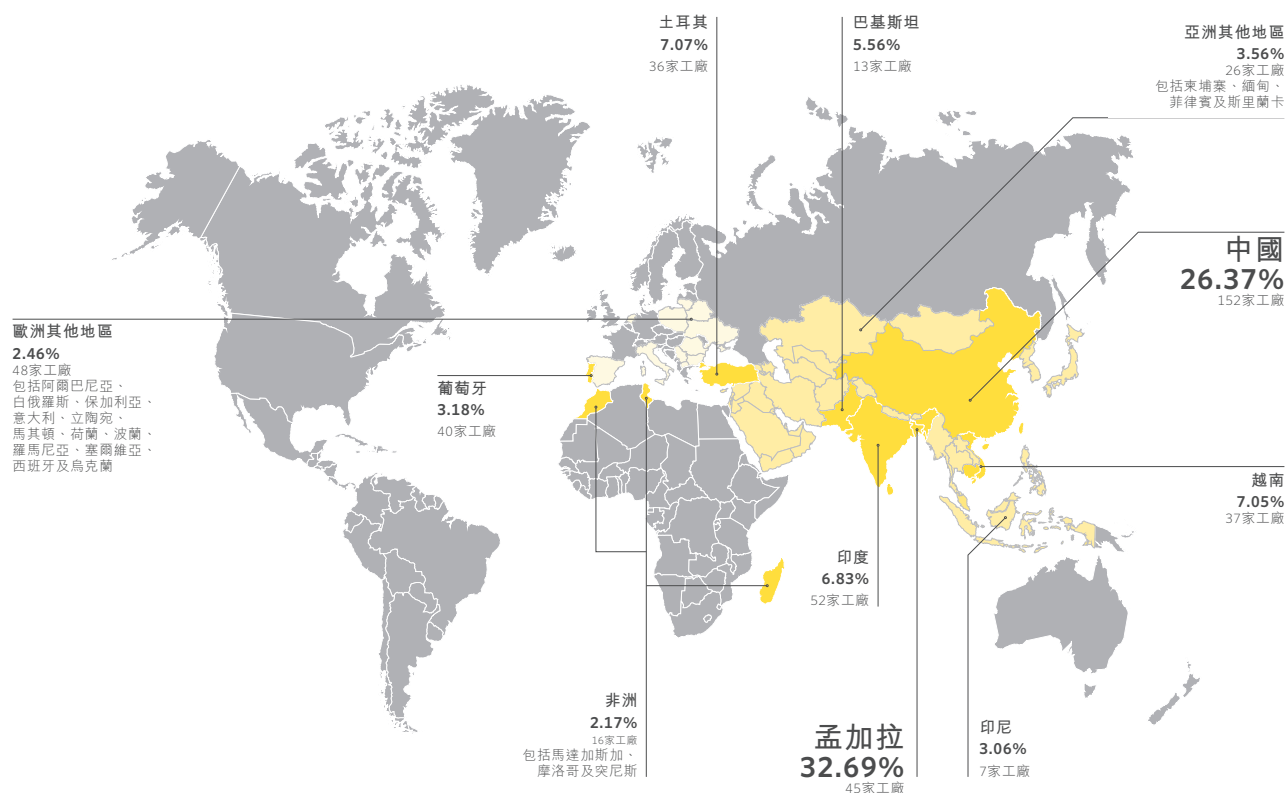 土耳其
7.07%
36家工廠
巴基斯坦
5.56%
13家工廠
亞洲其他地區
3.56%
26家工廠
包括柬埔寨、緬甸、
菲律賓及斯里蘭卡
中國
26.37%
152家工廠
歐洲其他地區
2.46%
48家工廠
包括阿爾巴尼亞、
白俄羅斯、保加利亞、
意大利、立陶宛、
馬其頓、荷蘭、波蘭、
羅馬尼亞、塞爾維亞、
西班牙及烏克蘭
葡萄牙
3.18%
40家工廠
越南
7.05%
37家工廠
印度
6.83%
52家工廠
非洲
2.17%
16家工廠
包括馬達加斯加、
摩洛哥及突尼斯
孟加拉
32.69%
45家工廠
印尼
3.06%
7家工廠